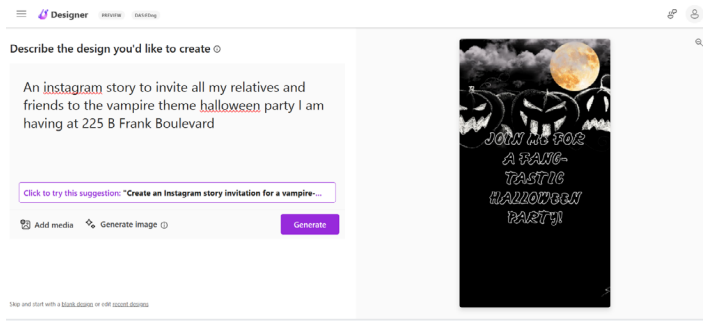 Designer
PREVIEW
Describe the design you'd like to create
An instagram story to invite all my relatives and
friends to the vampire theme halloween party I am
having at 225 B Frank Boulevard
Click to try this suggestion: "Create an Instagram story invitation for a vampire-...
Add media
Generate image
Generate
Skip and start with a blank design or edit recent designs
JOIN ME FOR
A FANG-
TASTIC
HALLOWEEN
PARTY!